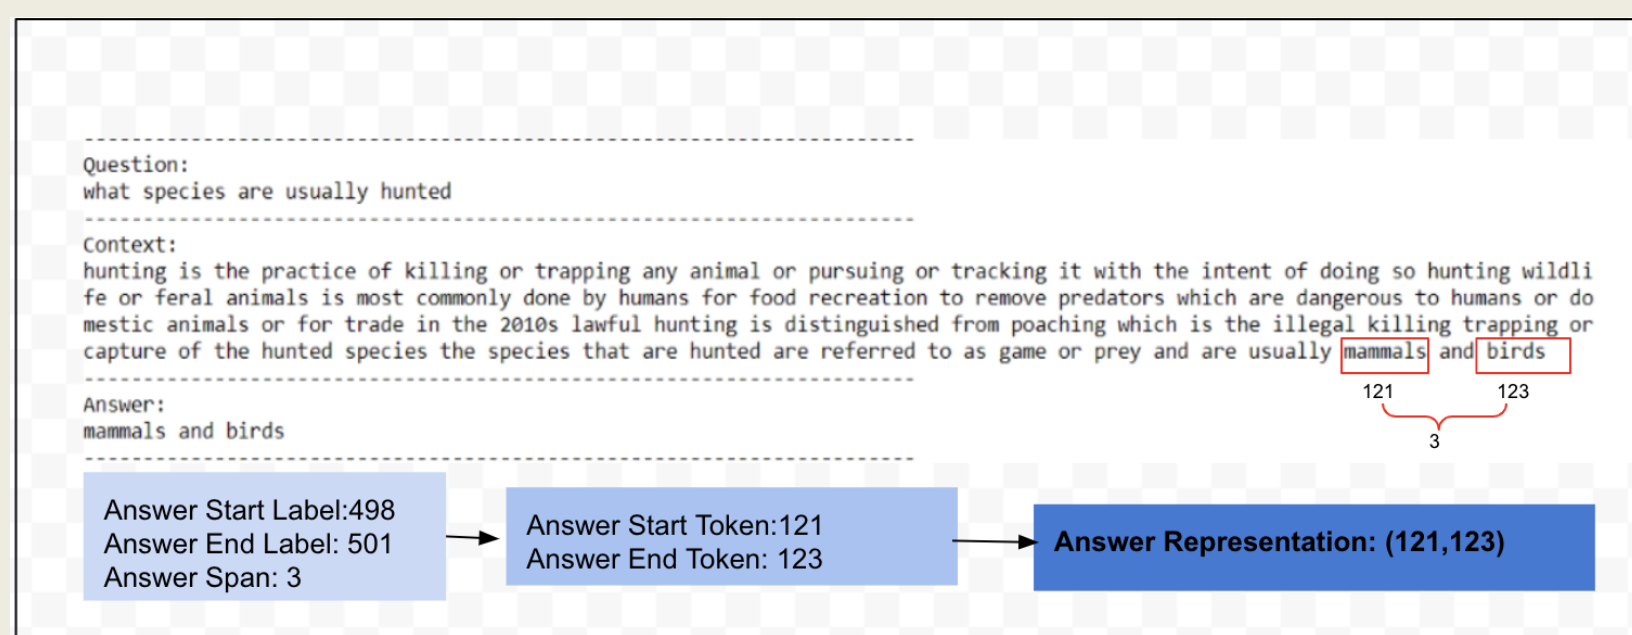 ----------------------------------------------------------------------
Question:
what species are usually hunted
----------------------------------------------------------------------
Context:
hunting is the practice of killing or trapping any animal or pursuing or tracking it with the intent of doing so hunting wildli
fe or feral animals is most commonly done by humans for food recreation to remove predators which are dangerous to humans or do
mestic animals or for trade in the 2010s lawful hunting is distinguished from poaching which is the illegal killing trapping or
capture of the hunted species the species that are hunted are referred to as game or prey and are usually mammals and birds
----------------------------------------------------------------------
121 123
Answer:
mammals and birds
3
----------------------------------------------------------------------
Answer Start Label:498
Answer End Label: 501
Answer Span: 3
Answer Start Token:121
Answer End Token: 123
Answer Representation: (121,123)